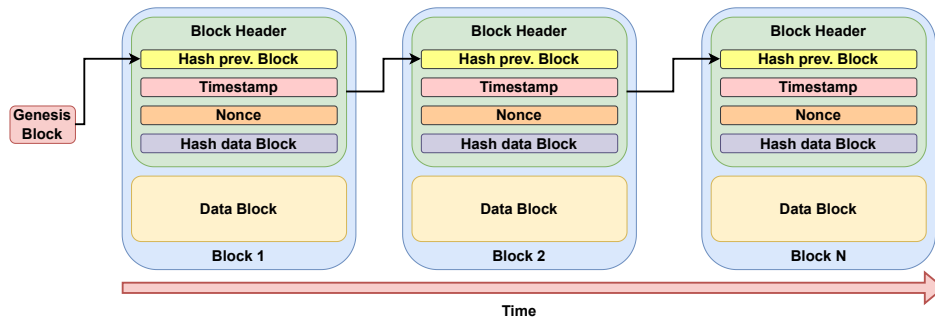 Genesis
Block
Block Header
Hash prev. Block
Timestamp
Nonce
Hash data Block
Data Block
Block 1
Block Header
Hash prev. Block
Timestamp
Nonce
Hash data Block
Data Block
Block 2
Block Header
Hash prev. Block
Timestamp
Nonce
Hash data Block
Data Block
Block N
Time